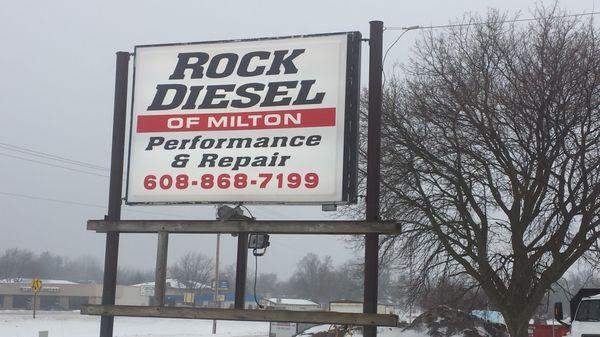 ROCK
DIESEL
OF MILTON
Performance
& Repair
608-868-7199